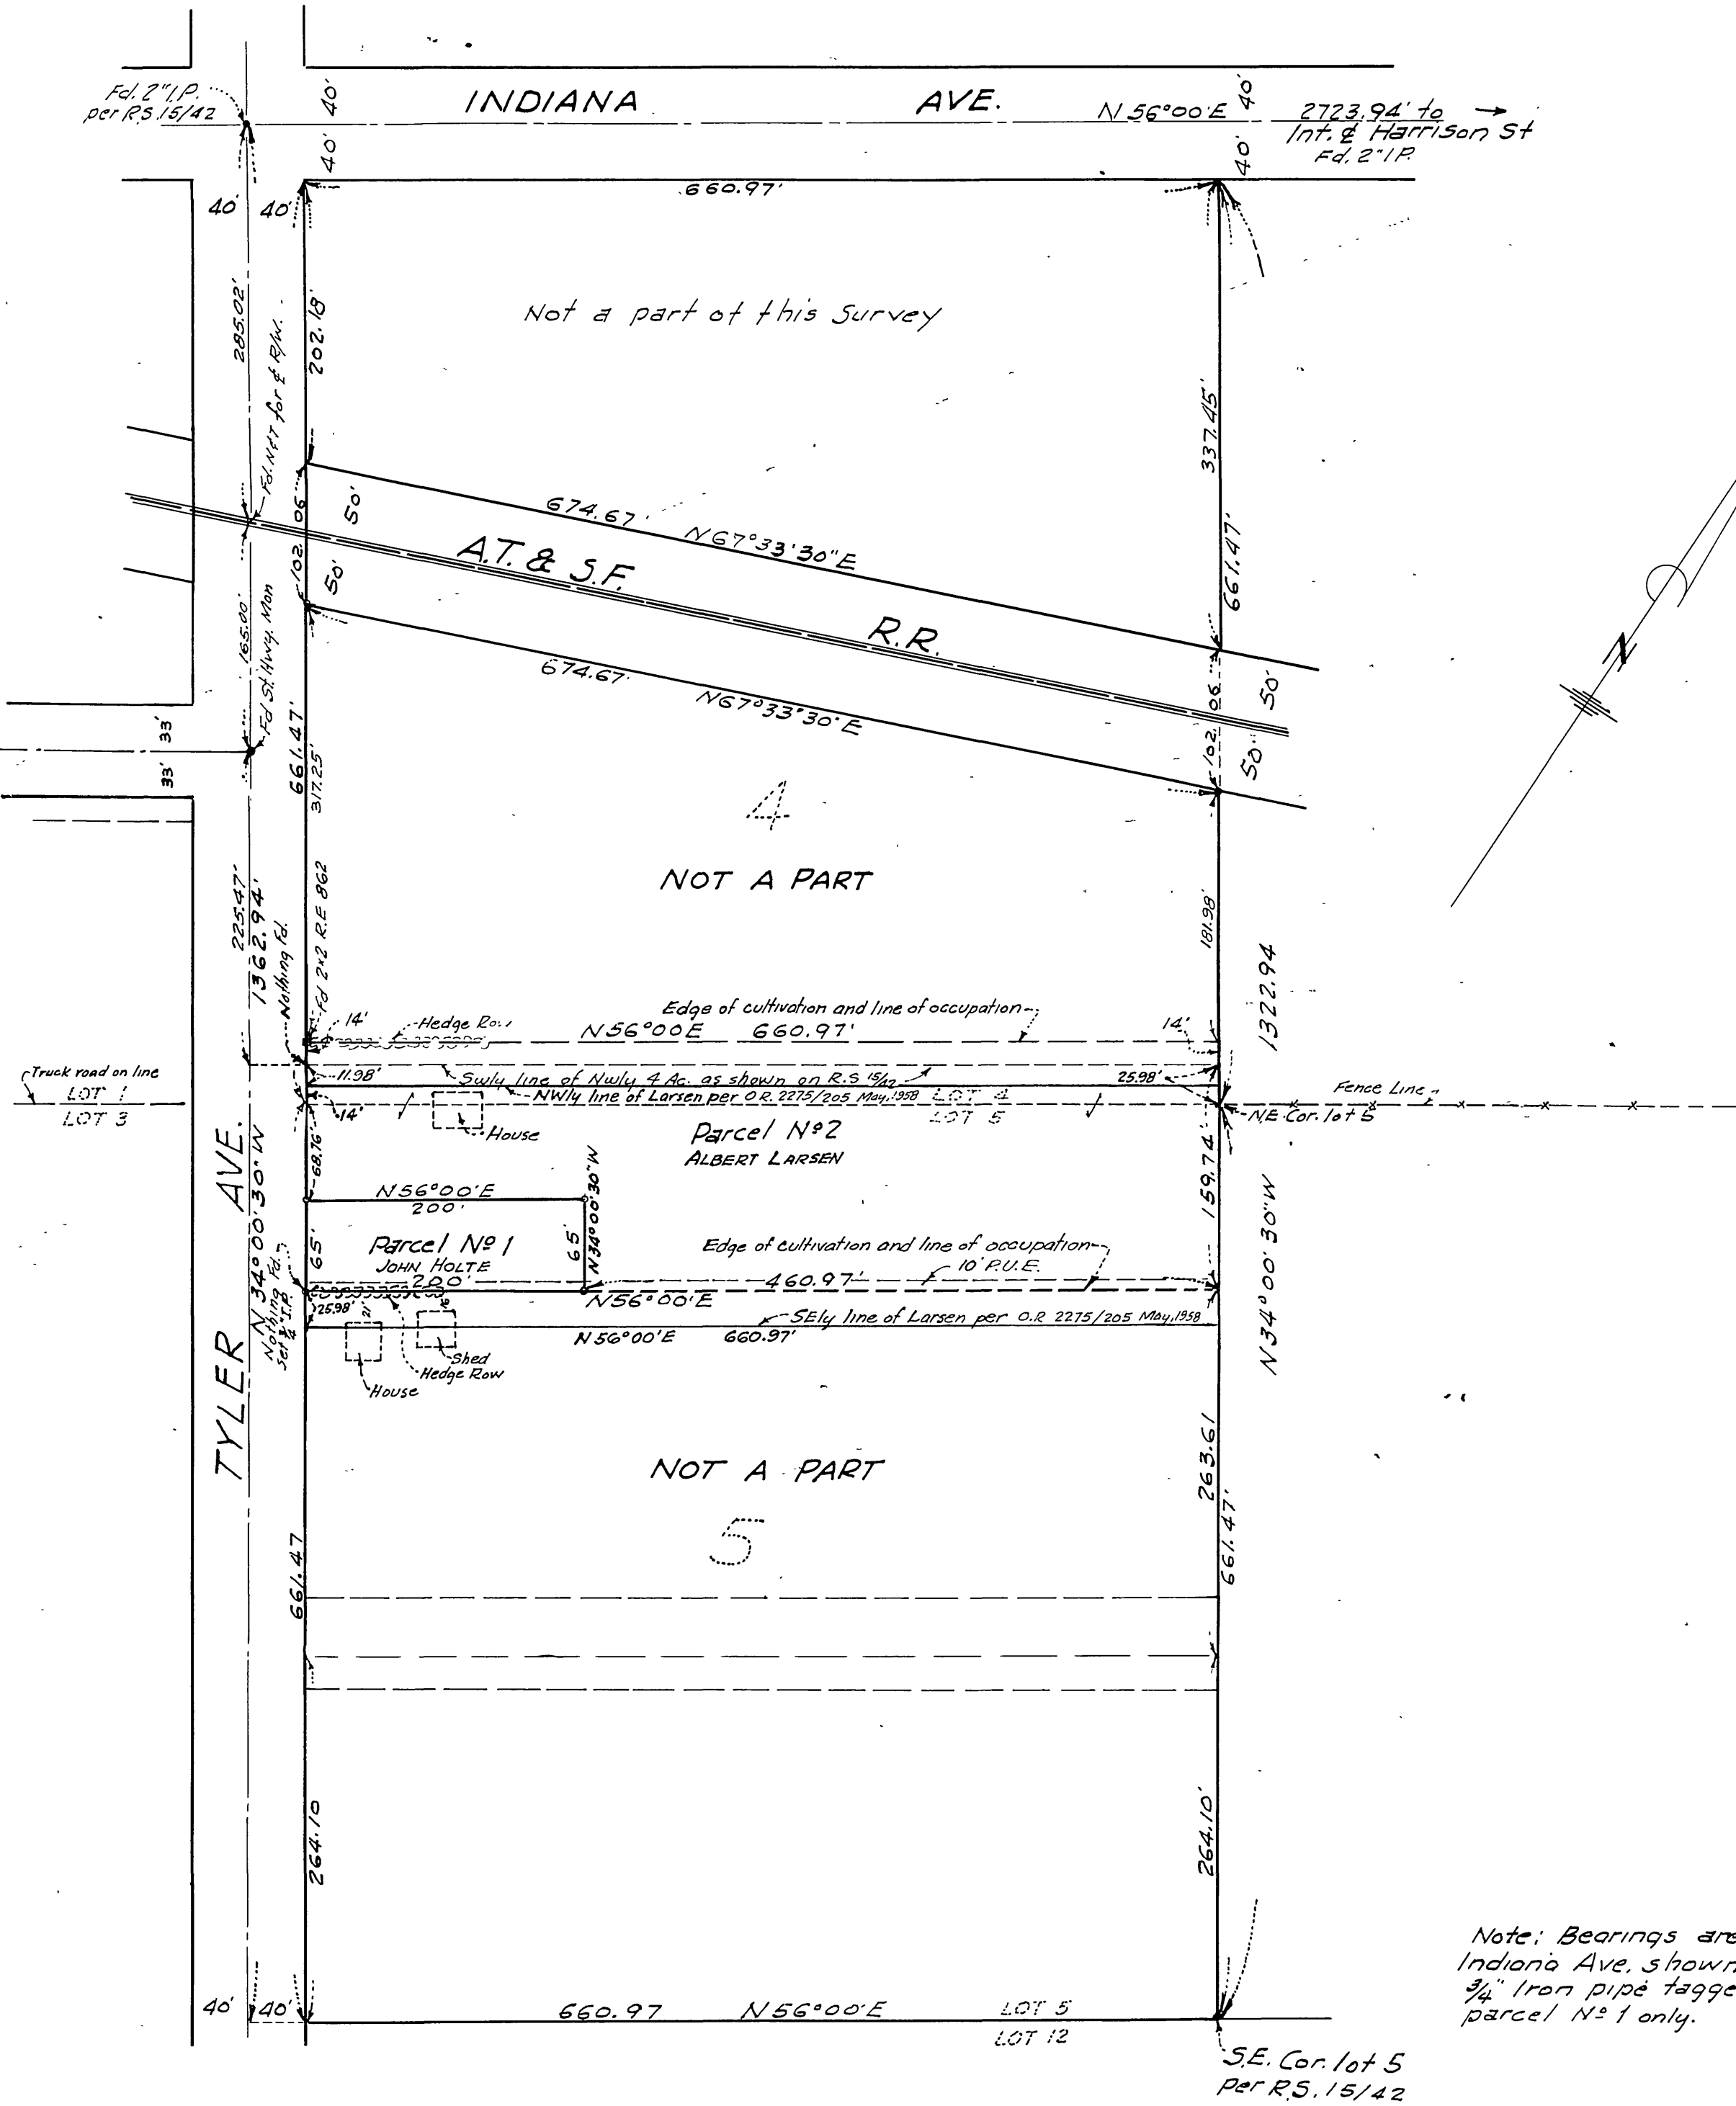 Fd. 2" I.P.
per R.S. 15/42
INDIANA AVE.
N 56°00'E
2723.94' to →
Int. ℄ Harrison St
Fd. 2" I.P.
40'
40'
40'
40'
660.97'
40' 40'
285.02'
Fd. N&T for ℄ R/W.
202.18'
Not a part of this Survey
337.45'
661.47'
674.67'
N67°33'30"E
50'
102.06
50'
A.T. & S.F. R.R.
674.67'
N67°33'30"E
102.06
50'
50'
165.00'
Fd St. Hwy. Mon
33'
33'
661.47'
317.25'
4
NOT A PART
181.98'
225.47'
1362.94'
Nothing Fd.
Fd 2x2 R.E 862
1322.94
N
14'
Hedge Row
Edge of cultivation and line of occupation
N56°00E 660.97'
14'
11.98'
Swly line of Nwly 4 Ac. as shown on R.S 15/42
25.98'
NWly line of Larsen per O.R. 2275/205 May, 1958
LOT 4
LOT 5
14'
House
Truck road on line
LOT 1
LOT 3
Fence Line
N.E. Cor. lot 5
Parcel Nº2
ALBERT LARSEN
68.76'
159.74'
N56°00'E
200'
N34°00'30"W
65'
65'
Parcel Nº 1
JOHN HOLTE
200'
Edge of cultivation and line of occupation
10' P.U.E.
460.97'
N56°00'E
25.98'
21'
SEly line of Larsen per O.R 2275/205 May, 1958
N56°00'E 660.97'
Shed
Hedge Row
House
TYLER AVE.
N 34°00'30"W
Nothing Fd.
Set 3/4" I.P.
N34°00'30"W
NOT A PART
5
263.61
661.47'
661.47
264.10
264.10'
40' 40'
660.97 N56°00'E
LOT 5
LOT 12
S.E. Cor. lot 5
Per R.S. 15/42
Note: Bearings are
Indiana Ave. shown
3/4" Iron pipe tagge
parcel Nº 1 only.